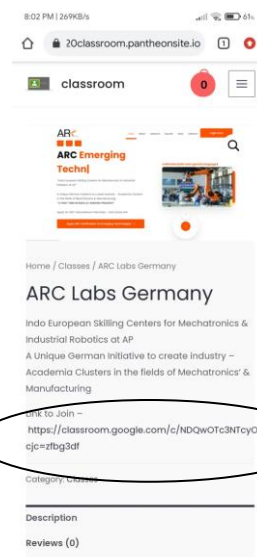 8:02 PM | 269KB/s
61
20classroom.pantheonsite.io
1
classroom
0
ARC
ARC Emerging
Techn|
Home / Classes / ARC Labs Germany
ARC Labs Germany
Indo European Skilling Centers for Mechatronics &
Industrial Robotics at AP
A Unique German Initiative to create industry –
Academia Clusters in the fields of Mechatronics' &
Manufacturing
Link to Join –
https://classroom.google.com/c/NDQwOTc3NTcyO
cjc=zfbg3df
Category: Classes
Description
Reviews (0)